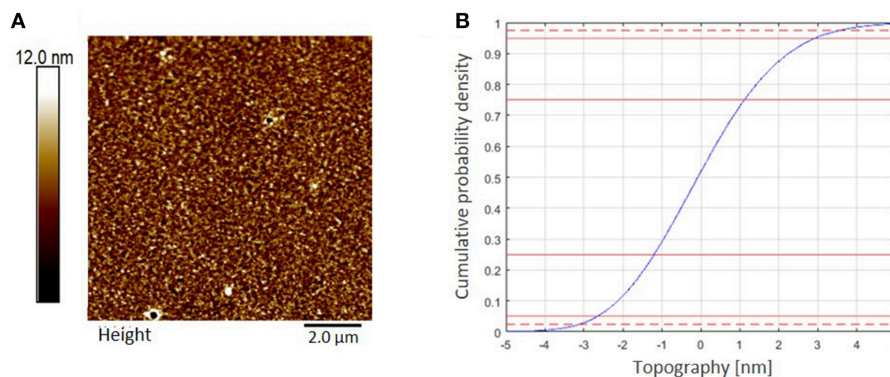 A
12.0 nm
Height
2.0 µm
B
Cumulative probability density
1
0.9
0.8
0.7
0.6
0.5
0.4
0.3
0.2
0.1
0
-5 -4 -3 -2 -1 0 1 2 3 4
Topography [nm]